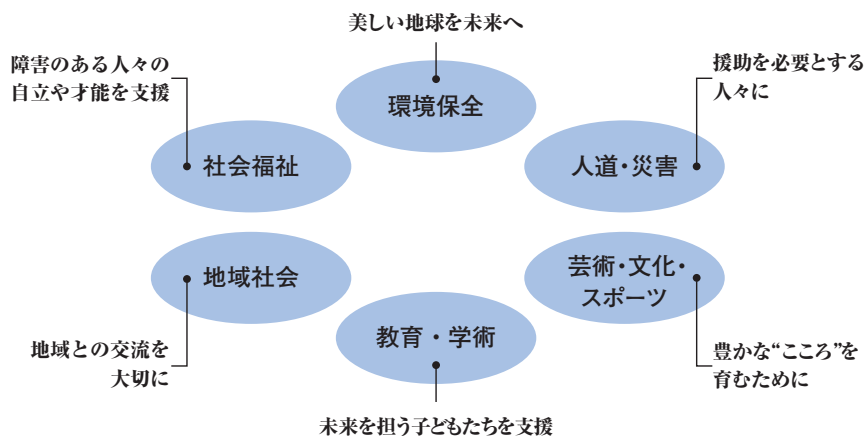 美しい地球を未来へ
環境保全
障害のある人々の
自立や才能を支援
社会福祉
援助を必要とする
人々に
人道・災害
地域社会
地域との交流を
大切に
芸術・文化・
スポーツ
豊かな“こころ”を
育むために
教育・学術
未来を担う子どもたちを支援